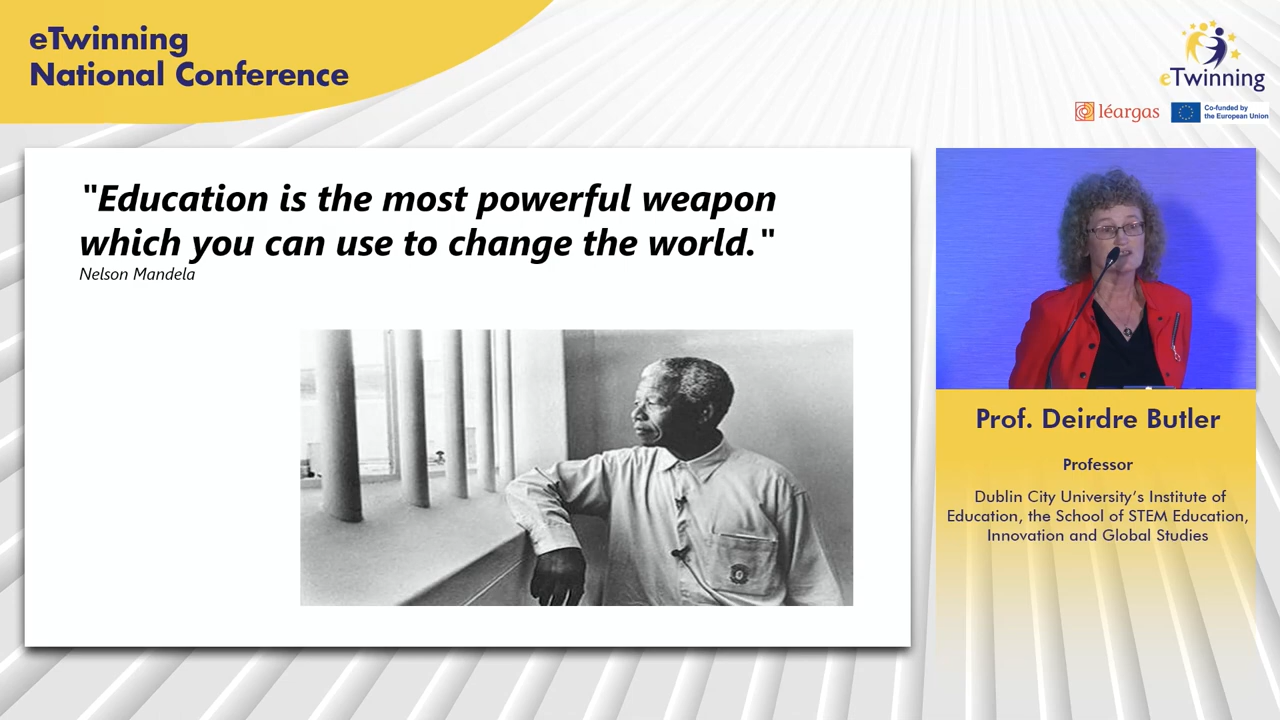 eTwinning
National Conference
eTwinning
léargas
Co-funded by
the European Union
"Education is the most powerful weapon
which you can use to change the world."
Nelson Mandela
Prof. Deirdre Butler
Professor
Dublin City University's Institute of
Education, the School of STEM Education,
Innovation and Global Studies